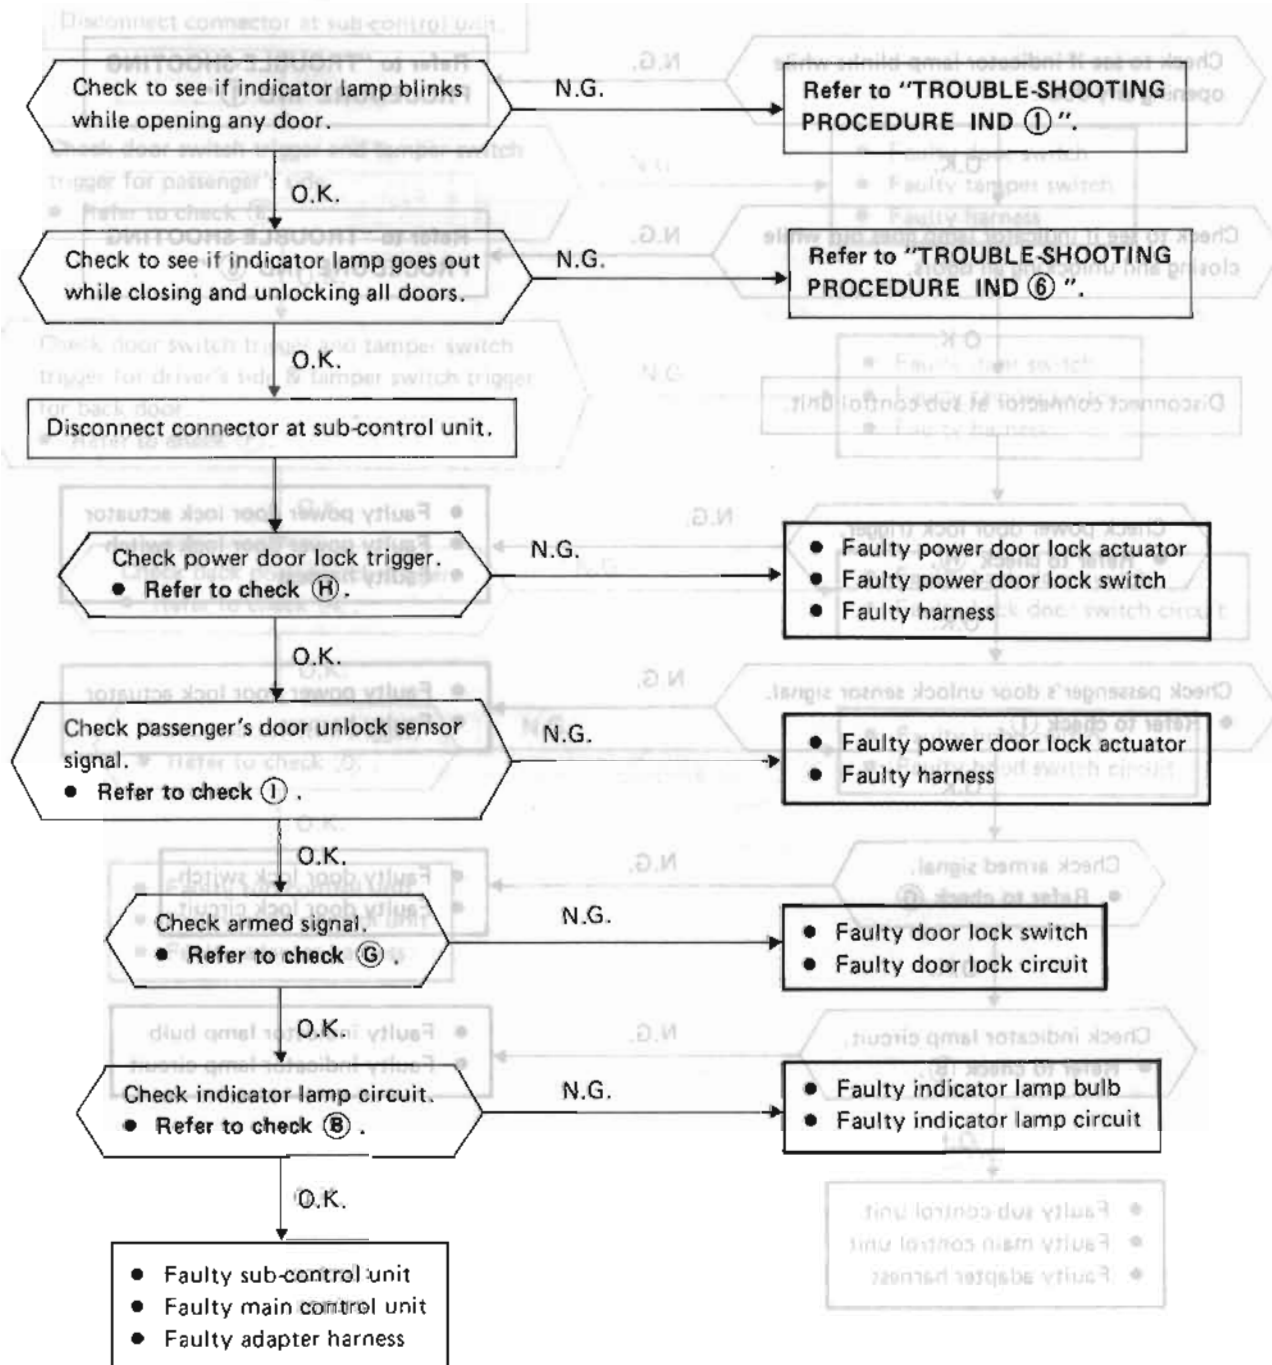 Check to see if indicator lamp blinks
while opening any door.
N.G.
Refer to “TROUBLE-SHOOTING
PROCEDURE IND ①”.
O.K.
Check to see if indicator lamp goes out
while closing and unlocking all doors.
N.G.
Refer to “TROUBLE-SHOOTING
PROCEDURE IND ⑥”.
O.K.
Disconnect connector at sub-control unit.
Check power door lock trigger.
● Refer to check Ⓗ.
N.G.
● Faulty power door lock actuator
● Faulty power door lock switch
● Faulty harness
O.K.
Check passenger's door unlock sensor
signal.
● Refer to check Ⓘ.
N.G.
● Faulty power door lock actuator
● Faulty harness
O.K.
Check armed signal.
● Refer to check Ⓖ.
N.G.
● Faulty door lock switch
● Faulty door lock circuit
O.K.
Check indicator lamp circuit.
● Refer to check Ⓑ.
N.G.
● Faulty indicator lamp bulb
● Faulty indicator lamp circuit
O.K.
● Faulty sub-control unit
● Faulty main control unit
● Faulty adapter harness